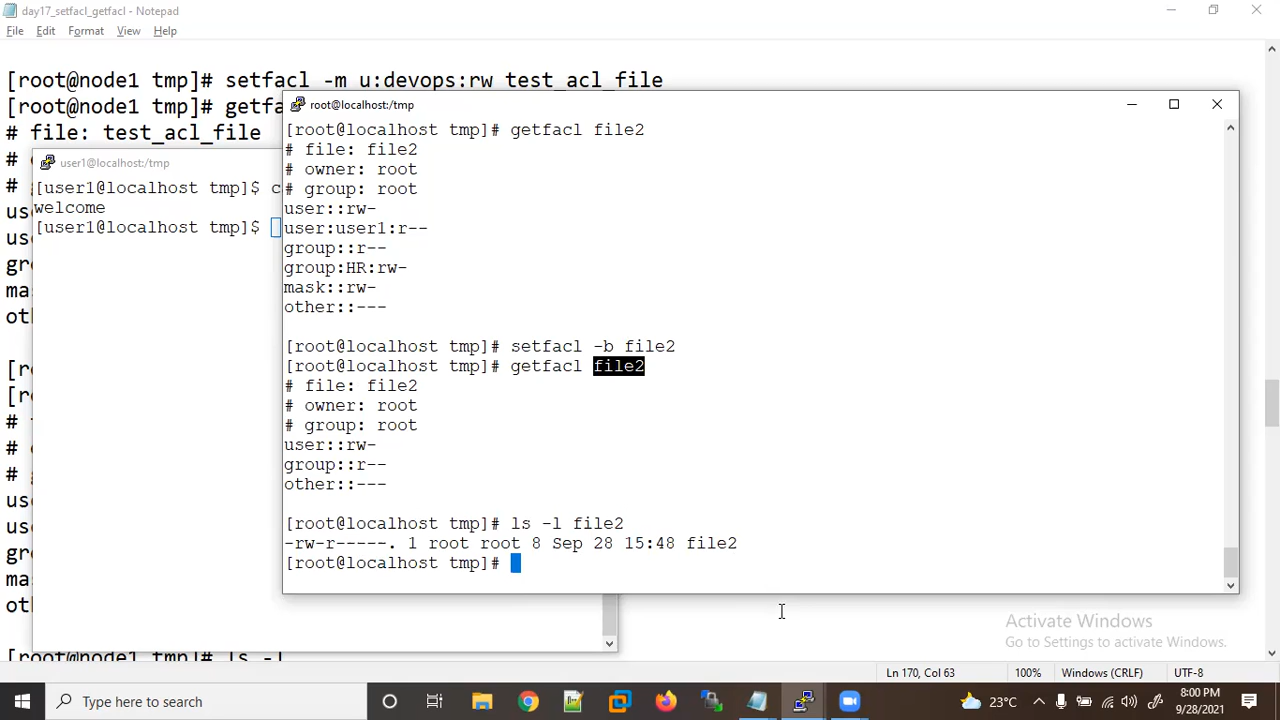 day17_setfacl_getfacl - Notepad
File Edit Format View Help
[root@node1 tmp]# setfacl -m u:devops:rw test_acl_file
[root@node1 tmp]# getfa
# file: test_acl_file
user1@localhost:/tmp
[user1@localhost tmp]$ c
welcome
[user1@localhost tmp]$
root@localhost:/tmp
[root@localhost tmp]# getfacl file2
# file: file2
# owner: root
# group: root
user::rw-
user:user1:r--
group::r--
group:HR:rw-
mask::rw-
other::---
[root@localhost tmp]# setfacl -b file2
[root@localhost tmp]# getfacl file2
# file: file2
# owner: root
# group: root
user::rw-
group::r--
other::---
[root@localhost tmp]# ls -l file2
-rw-r-----. 1 root root 8 Sep 28 15:48 file2
[root@localhost tmp]#
[root@node1 tmp]# ls -l
Activate Windows
Go to Settings to activate Windows.
Ln 170, Col 63 100% Windows (CRLF) UTF-8
Type here to search
23°C
8:00 PM
9/28/2021